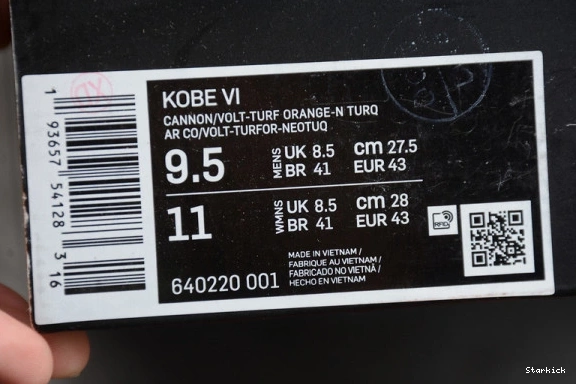 KOBE VI
CANNON/VOLT-TURF ORANGE-N TURQ
AR CO/VOLT-TURFOR-NEOTUQ
9.5 MENS UK 8.5 cm 27.5
BR 41 EUR 43
11 WMNS UK 8.5 cm 28
BR 41 EUR 43
RFID
640220 001
MADE IN VIETNAM /
FABRIQUE AU VIETNAM /
FABRICADO NO VIETNÃ /
HECHO EN VIETNAM
1 93657 54128 3 16
Starkick